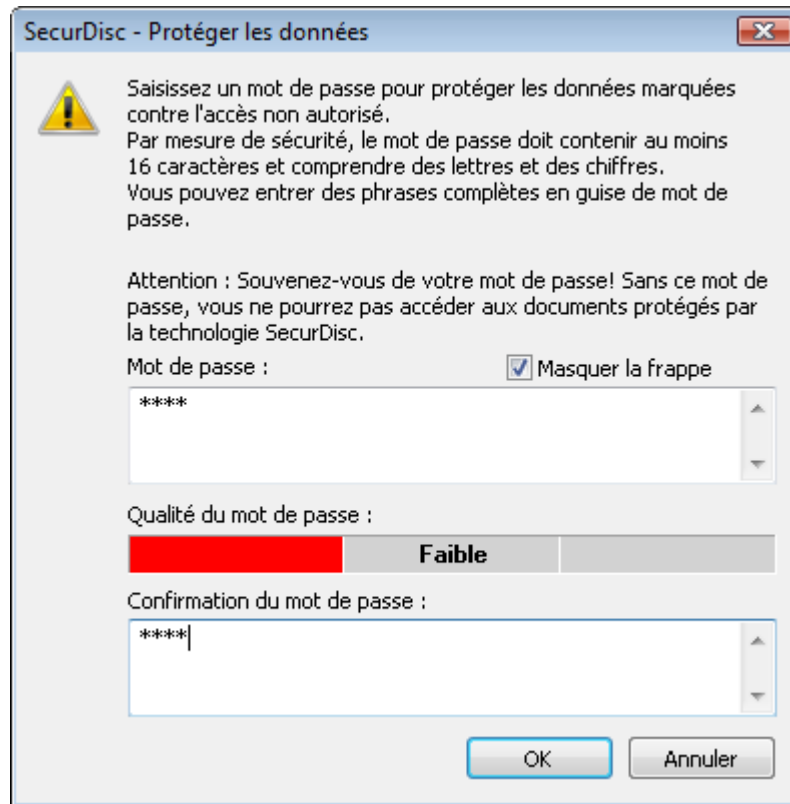 SecurDisc - Protéger les données
Saisissez un mot de passe pour protéger les données marquées
contre l'accès non autorisé.
Par mesure de sécurité, le mot de passe doit contenir au moins
16 caractères et comprendre des lettres et des chiffres.
Vous pouvez entrer des phrases complètes en guise de mot de
passe.
Attention : Souvenez-vous de votre mot de passe! Sans ce mot de
passe, vous ne pourrez pas accéder aux documents protégés par
la technologie SecurDisc.
Mot de passe : Masquer la frappe
****
Qualité du mot de passe :
Faible
Confirmation du mot de passe :
****
OK Annuler